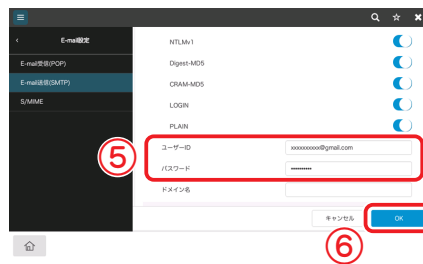 E-mail設定
E-mail受信(POP)
E-mail送信(SMTP)
S/MIME
NTLMv1
Digest-MD5
CRAM-MD5
LOGIN
PLAIN
⑤
ユーザーID xxxxxxxxxx@gmail.com
パスワード ••••••••••
ドメイン名
キャンセル OK
⑥